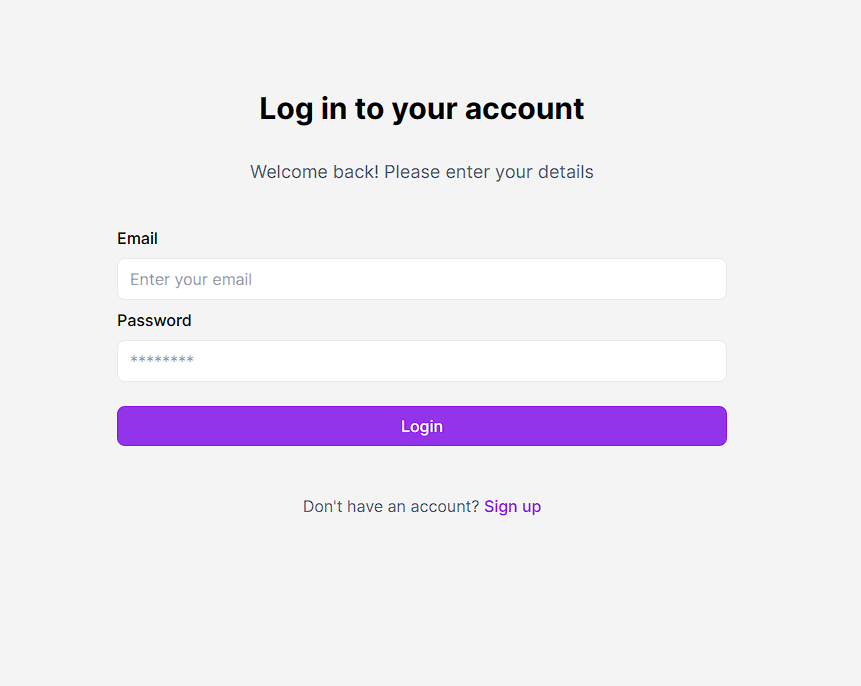 Log in to your account
Welcome back! Please enter your details
Email
Enter your email
Password
********
Login
Don't have an account? Sign up